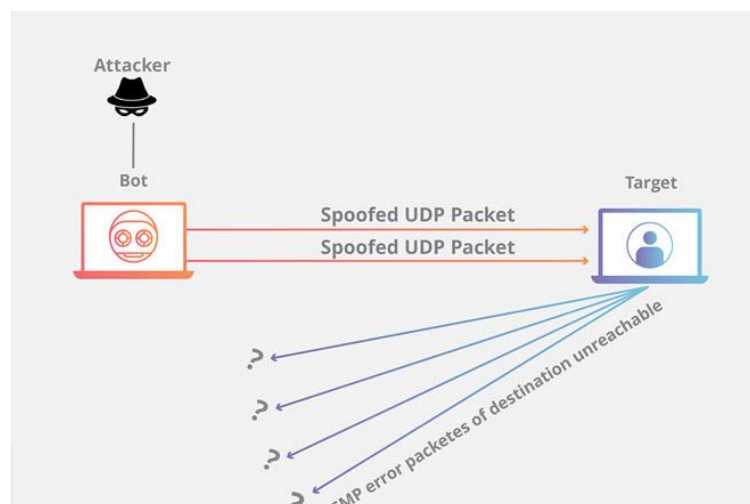 Attacker
Bot
Target
Spoofed UDP Packet
Spoofed UDP Packet
?
?
?
?
error packetes of destination unreachable